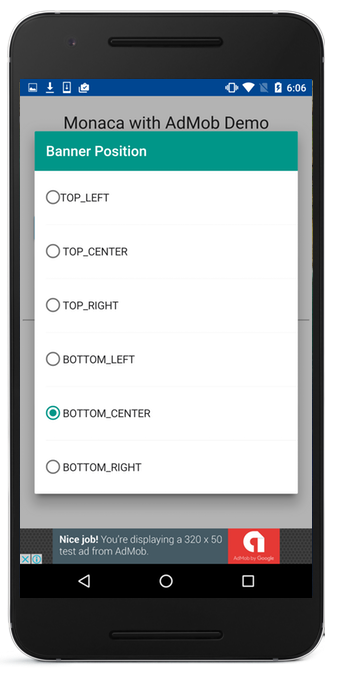 6:06
Monaca with AdMob Demo
Banner Position
TOP_LEFT
TOP_CENTER
TOP_RIGHT
BOTTOM_LEFT
BOTTOM_CENTER
BOTTOM_RIGHT
Nice job! You're displaying a 320 x 50
test ad from AdMob.
AdMob by Google